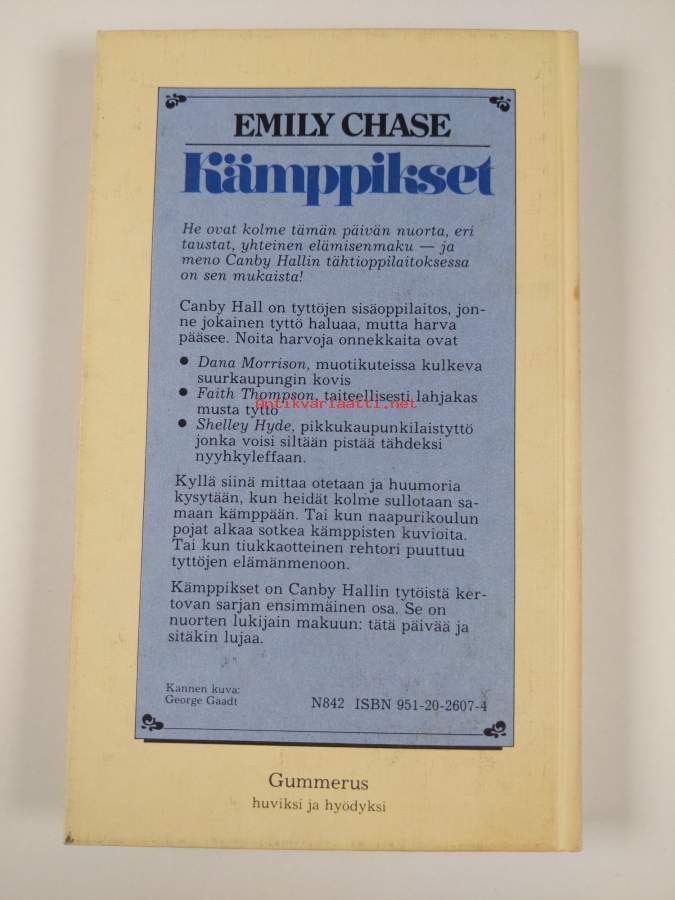 EMILY CHASE
Kämppikset
He ovat kolme tämän päivän nuorta, eri
taustat, yhteinen elämisenmaku — ja
meno Canby Hallin tähtioppilaitoksessa
on sen mukaista!
Canby Hall on tyttöjen sisäoppilaitos, jon-
ne jokainen tyttö haluaa, mutta harva
pääsee. Noita harvoja onnekkaita ovat
● Dana Morrison, muotikuteissa kulkeva
suurkaupungin kovis
● Faith Thompson, taiteellisesti lahjakas
Antikvariaatti.net
musta tyttö
● Shelley Hyde, pikkukaupunkilaistyttö
jonka voisi siltään pistää tähdeksi
nyyhkyleffaan.
Kyllä siinä mittaa otetaan ja huumoria
kysytään, kun heidät kolme sullotaan sa-
maan kämppään. Tai kun naapurikoulun
pojat alkaa sotkea kämppisten kuvioita.
Tai kun tiukkaotteinen rehtori puuttuu
tyttöjen elämänmenoon.
Kämppikset on Canby Hallin tytöistä ker-
tovan sarjan ensimmäinen osa. Se on
nuorten lukijain makuun: tätä päivää ja
sitäkin lujaa.
Kannen kuva:
George Gaadt
N842 ISBN 951-20-2607-4
Gummerus
huviksi ja hyödyksi